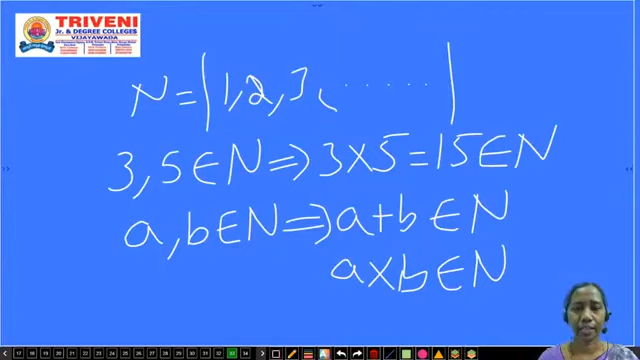 TRIVENI
Jr. & DEGREE COLLEGES
VIJAYAWADA
N = {1, 2, 3, ......}
3, 5 ∈ N ⇒ 3 × 5 = 15 ∈ N
a, b ∈ N ⇒ a + b ∈ N
a × b ∈ N
17 18 19 20 21 22 23 24 25 26 27 28 29 30 31 32 33 34